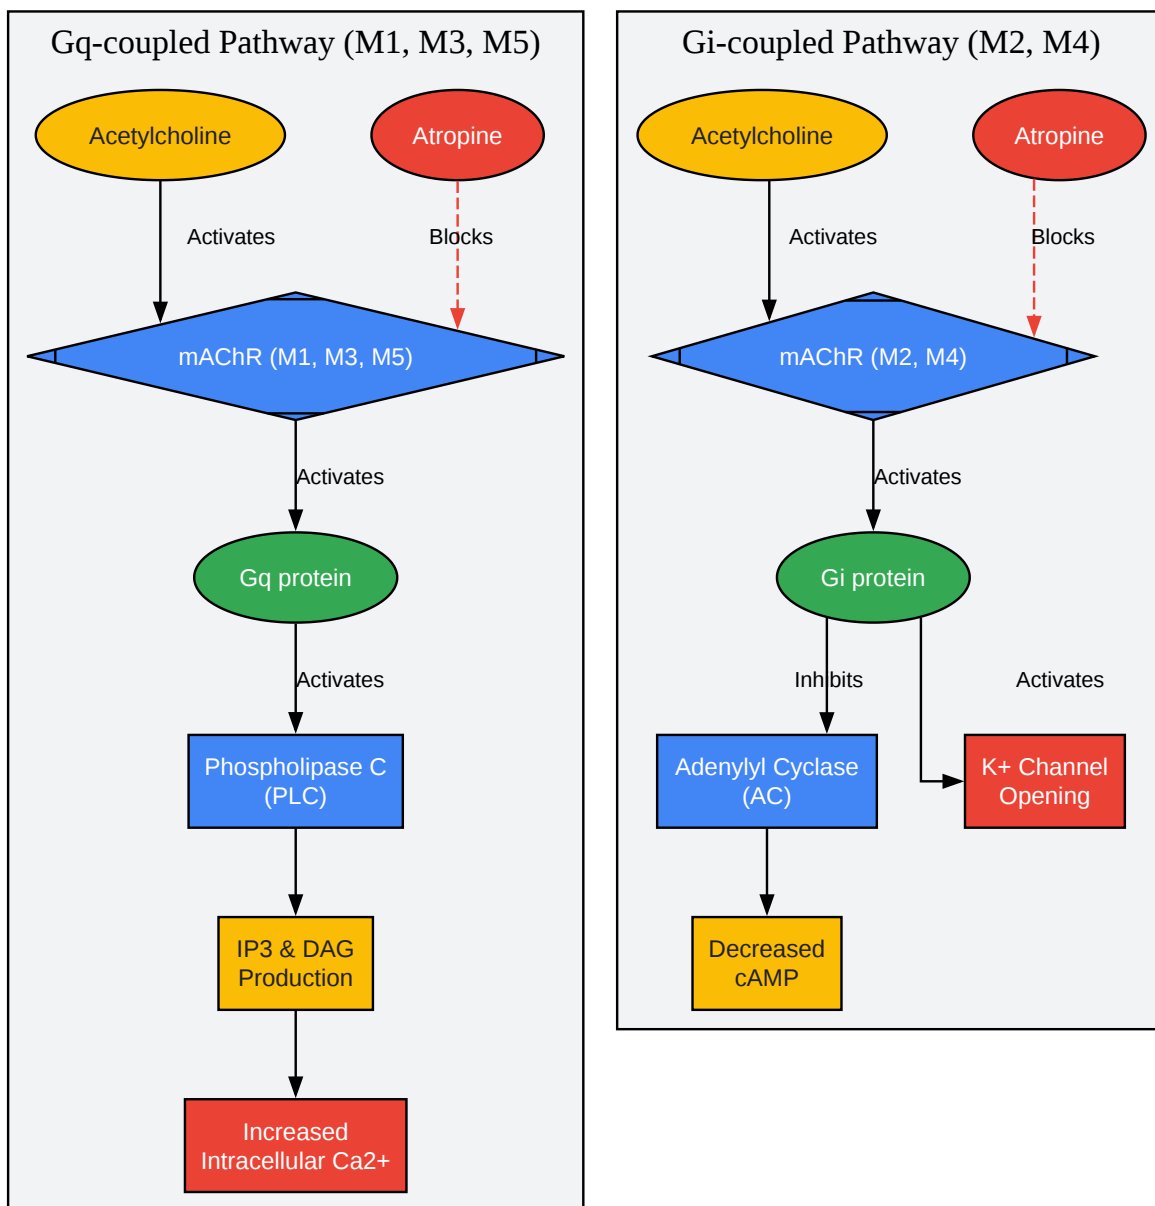 Gq-coupled Pathway (M1, M3, M5)
Acetylcholine
Atropine
Activates
Blocks
mAChR (M1, M3, M5)
Activates
Gq protein
Activates
Phospholipase C
(PLC)
IP3 & DAG
Production
Increased
Intracellular Ca2+
Gi-coupled Pathway (M2, M4)
Acetylcholine
Atropine
Activates
Blocks
mAChR (M2, M4)
Activates
Gi protein
Inhibits
Activates
Adenylyl Cyclase
(AC)
K+ Channel
Opening
Decreased
cAMP